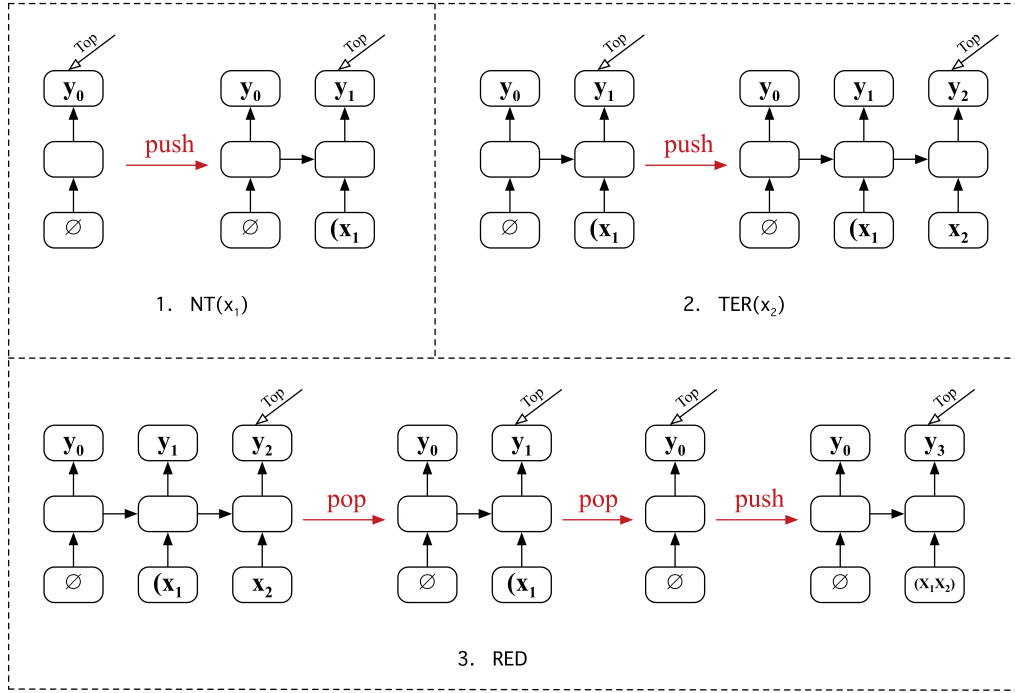 Top Top Top Top
y₀ y₀ y₁ y₀ y₁ y₀ y₁ y₂
push push
∅ ∅ (x₁ ∅ (x₁ ∅ (x₁ x₂
1. NT(x₁) 2. TER(x₂)
Top Top Top Top
y₀ y₁ y₂ y₀ y₁ y₀ y₀ y₃
pop pop push
∅ (x₁ x₂ ∅ (x₁ ∅ ∅ (X₁X₂)
3. RED